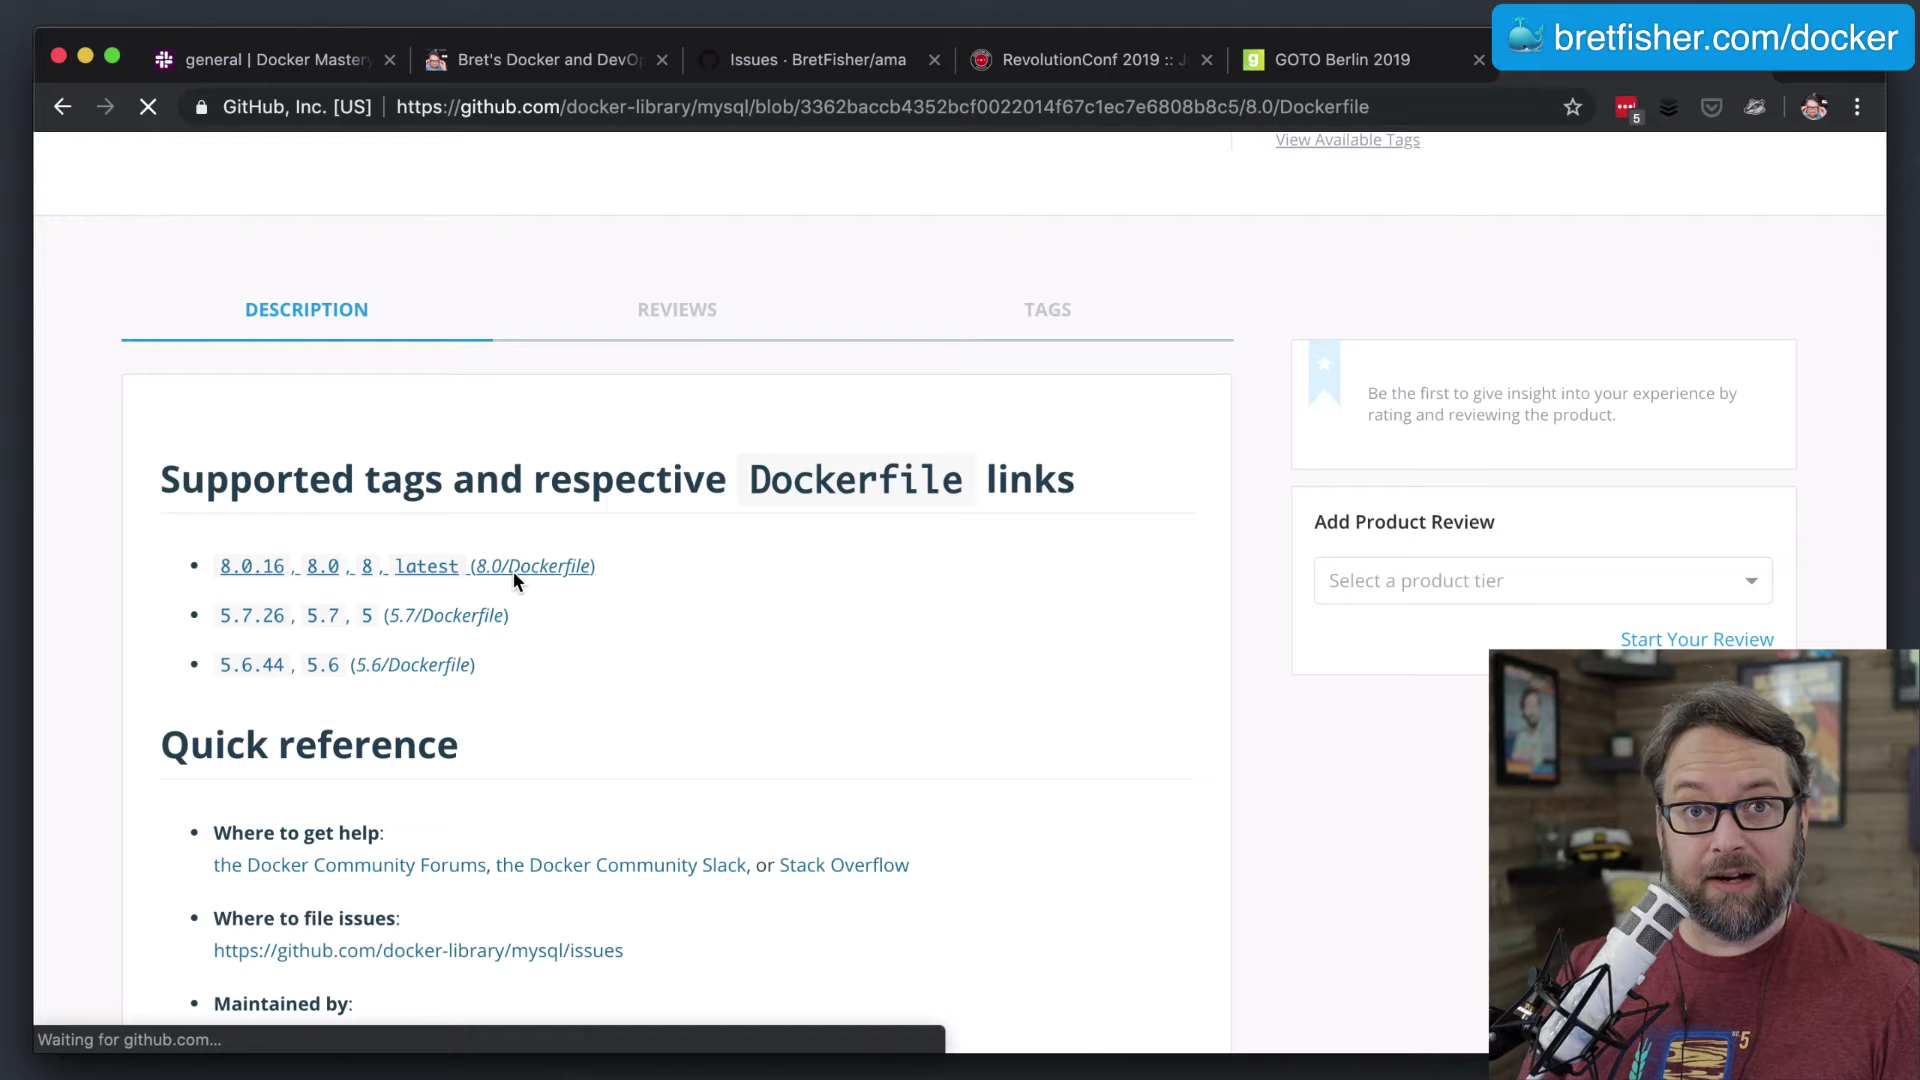 bretfisher.com/docker
general | Docker Mastery
Bret's Docker and DevO
Issues · BretFisher/ama
RevolutionConf 2019 ::
GOTO Berlin 2019
GitHub, Inc. [US]
https://github.com/docker-library/mysql/blob/3362baccb4352bcf0022014f67c1ec7e6808b8c5/8.0/Dockerfile
5
View Available Tags
DESCRIPTION
REVIEWS
TAGS
Be the first to give insight into your experience by
rating and reviewing the product.
Supported tags and respective Dockerfile links
8.0.16, 8.0, 8, latest (8.0/Dockerfile)
5.7.26, 5.7, 5 (5.7/Dockerfile)
5.6.44, 5.6 (5.6/Dockerfile)
Add Product Review
Select a product tier
Start Your Review
Quick reference
Where to get help:
the Docker Community Forums, the Docker Community Slack, or Stack Overflow
Where to file issues:
https://github.com/docker-library/mysql/issues
Maintained by:
Waiting for github.com...
NO.
5